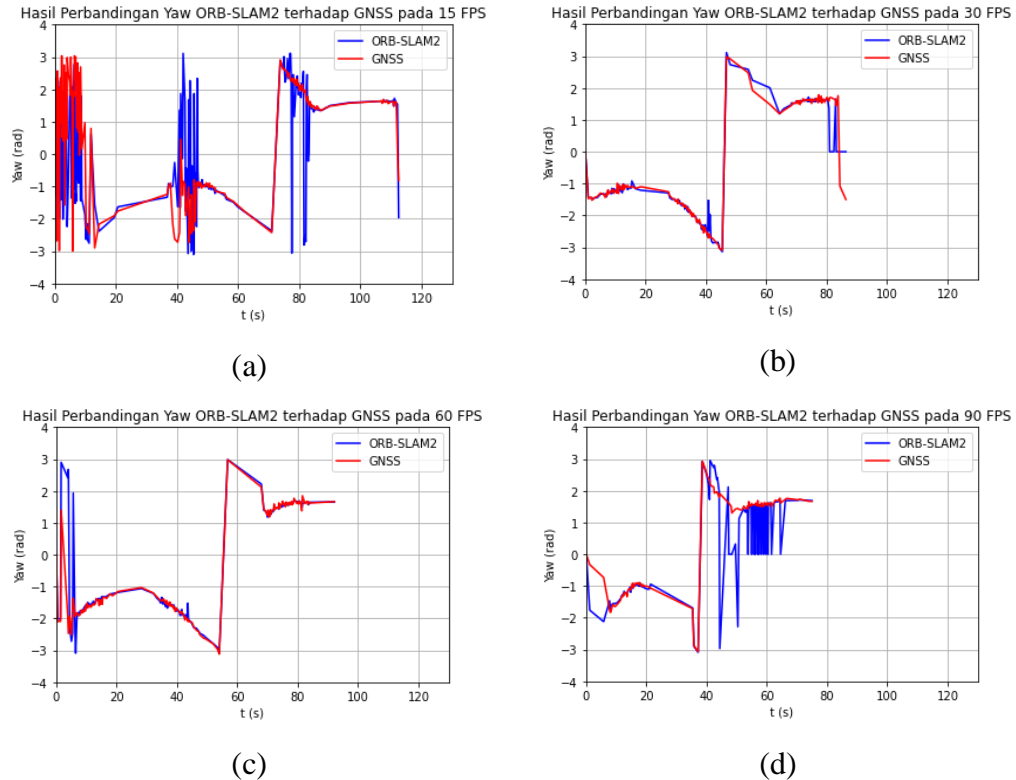 Hasil Perbandingan Yaw ORB-SLAM2 terhadap GNSS pada 15 FPS
4
3
2
1
0
−1
−2
−3
−4
Yaw (rad)
ORB-SLAM2
GNSS
0 20 40 60 80 100 120
t (s)
(a)
Hasil Perbandingan Yaw ORB-SLAM2 terhadap GNSS pada 30 FPS
4
3
2
1
0
−1
−2
−3
−4
Yaw (rad)
ORB-SLAM2
GNSS
0 20 40 60 80 100 120
t (s)
(b)
Hasil Perbandingan Yaw ORB-SLAM2 terhadap GNSS pada 60 FPS
4
3
2
1
0
−1
−2
−3
−4
Yaw (rad)
ORB-SLAM2
GNSS
0 20 40 60 80 100 120
t (s)
(c)
Hasil Perbandingan Yaw ORB-SLAM2 terhadap GNSS pada 90 FPS
4
3
2
1
0
−1
−2
−3
−4
Yaw (rad)
ORB-SLAM2
GNSS
0 20 40 60 80 100 120
t (s)
(d)